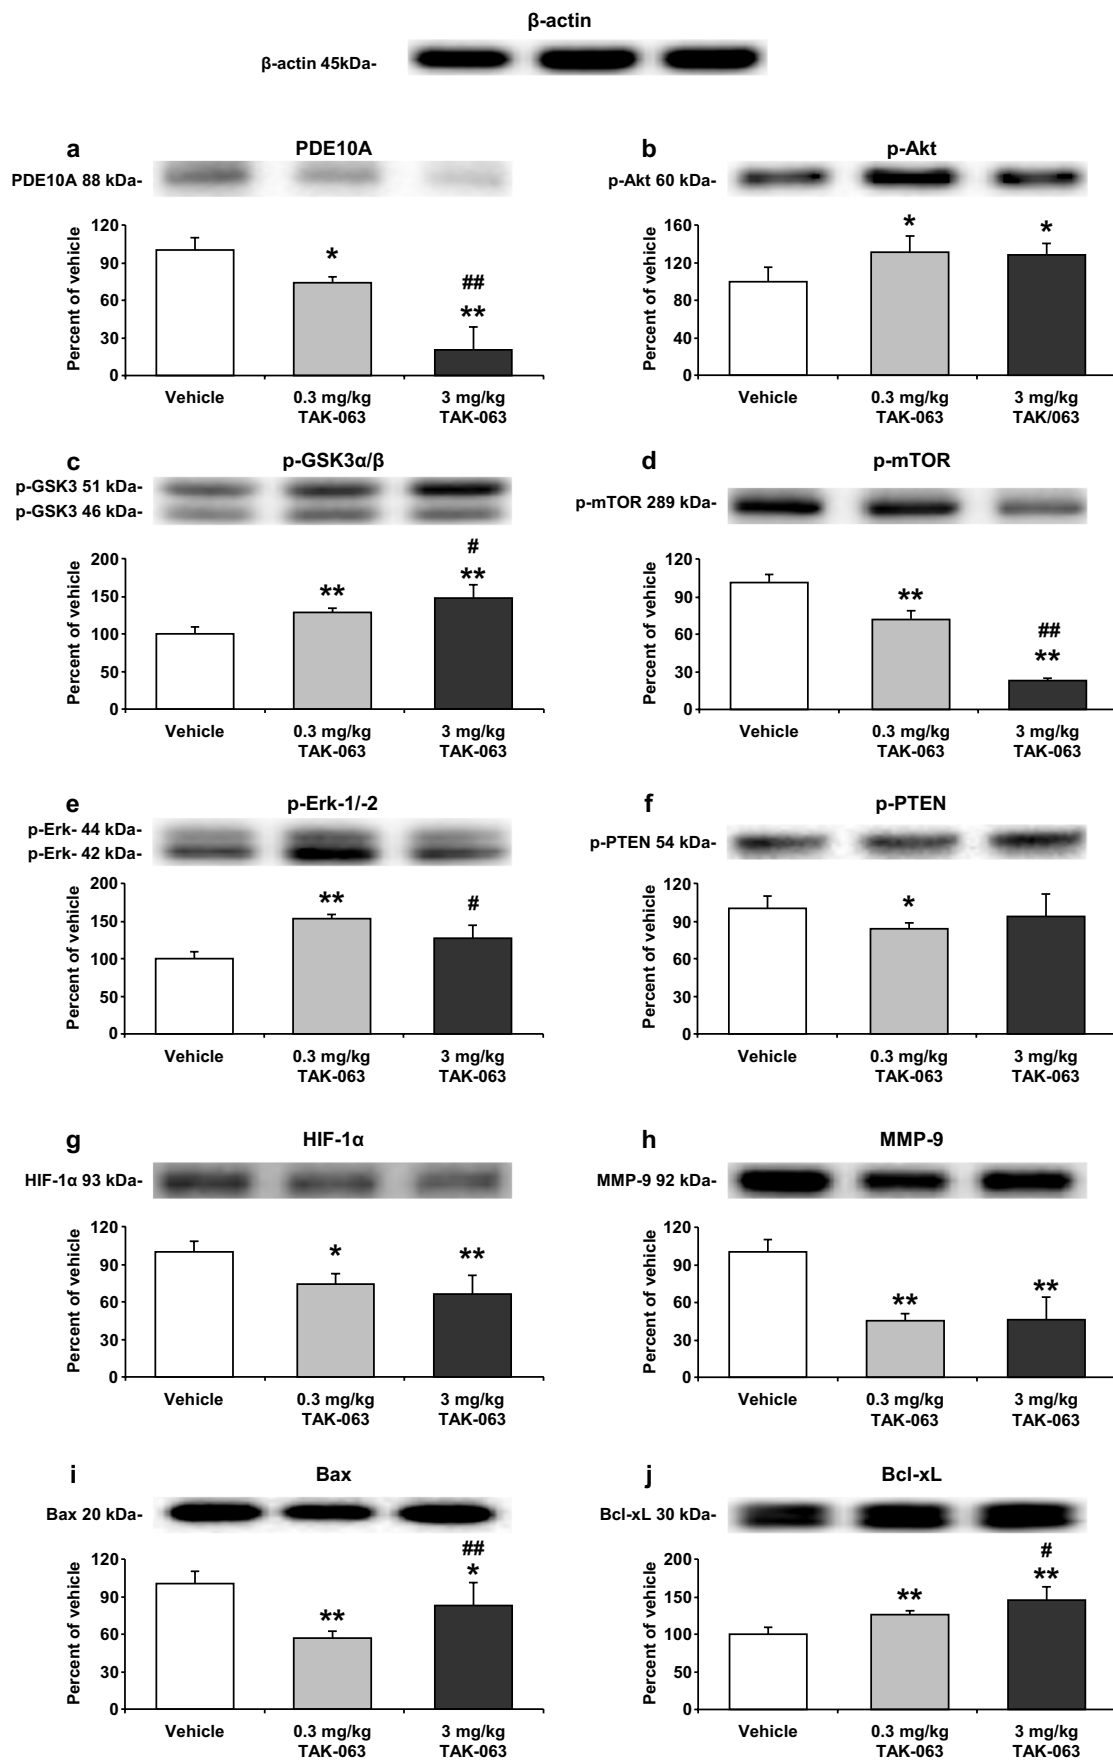 β-actin
β-actin 45kDa-
a
PDE10A
PDE10A 88 kDa-
Percent of vehicle
120
90
60
30
0
*
##
**
Vehicle
0.3 mg/kg
TAK-063
3 mg/kg
TAK-063
b
p-Akt
p-Akt 60 kDa-
Percent of vehicle
160
120
80
40
0
*
*
Vehicle
0.3 mg/kg
TAK-063
3 mg/kg
TAK/063
c
p-GSK3α/β
p-GSK3 51 kDa-
p-GSK3 46 kDa-
Percent of vehicle
200
150
100
50
0
**
#
**
Vehicle
0.3 mg/kg
TAK-063
3 mg/kg
TAK-063
d
p-mTOR
p-mTOR 289 kDa-
Percent of vehicle
120
90
60
30
0
**
##
**
Vehicle
0.3 mg/kg
TAK-063
3 mg/kg
TAK-063
e
p-Erk-1/-2
p-Erk- 44 kDa-
p-Erk- 42 kDa-
Percent of vehicle
200
150
100
50
0
**
#
Vehicle
0.3 mg/kg
TAK-063
3 mg/kg
TAK-063
f
p-PTEN
p-PTEN 54 kDa-
Percent of vehicle
120
90
60
30
0
*
Vehicle
0.3 mg/kg
TAK-063
3 mg/kg
TAK-063
g
HIF-1α
HIF-1α 93 kDa-
Percent of vehicle
120
90
60
30
0
*
**
Vehicle
0.3 mg/kg
TAK-063
3 mg/kg
TAK-063
h
MMP-9
MMP-9 92 kDa-
Percent of vehicle
120
90
60
30
0
**
**
Vehicle
0.3 mg/kg
TAK-063
3 mg/kg
TAK-063
i
Bax
Bax 20 kDa-
Percent of vehicle
120
90
60
30
0
**
##
*
Vehicle
0.3 mg/kg
TAK-063
3 mg/kg
TAK-063
j
Bcl-xL
Bcl-xL 30 kDa-
Percent of vehicle
200
150
100
50
0
**
#
**
Vehicle
0.3 mg/kg
TAK-063
3 mg/kg
TAK-063